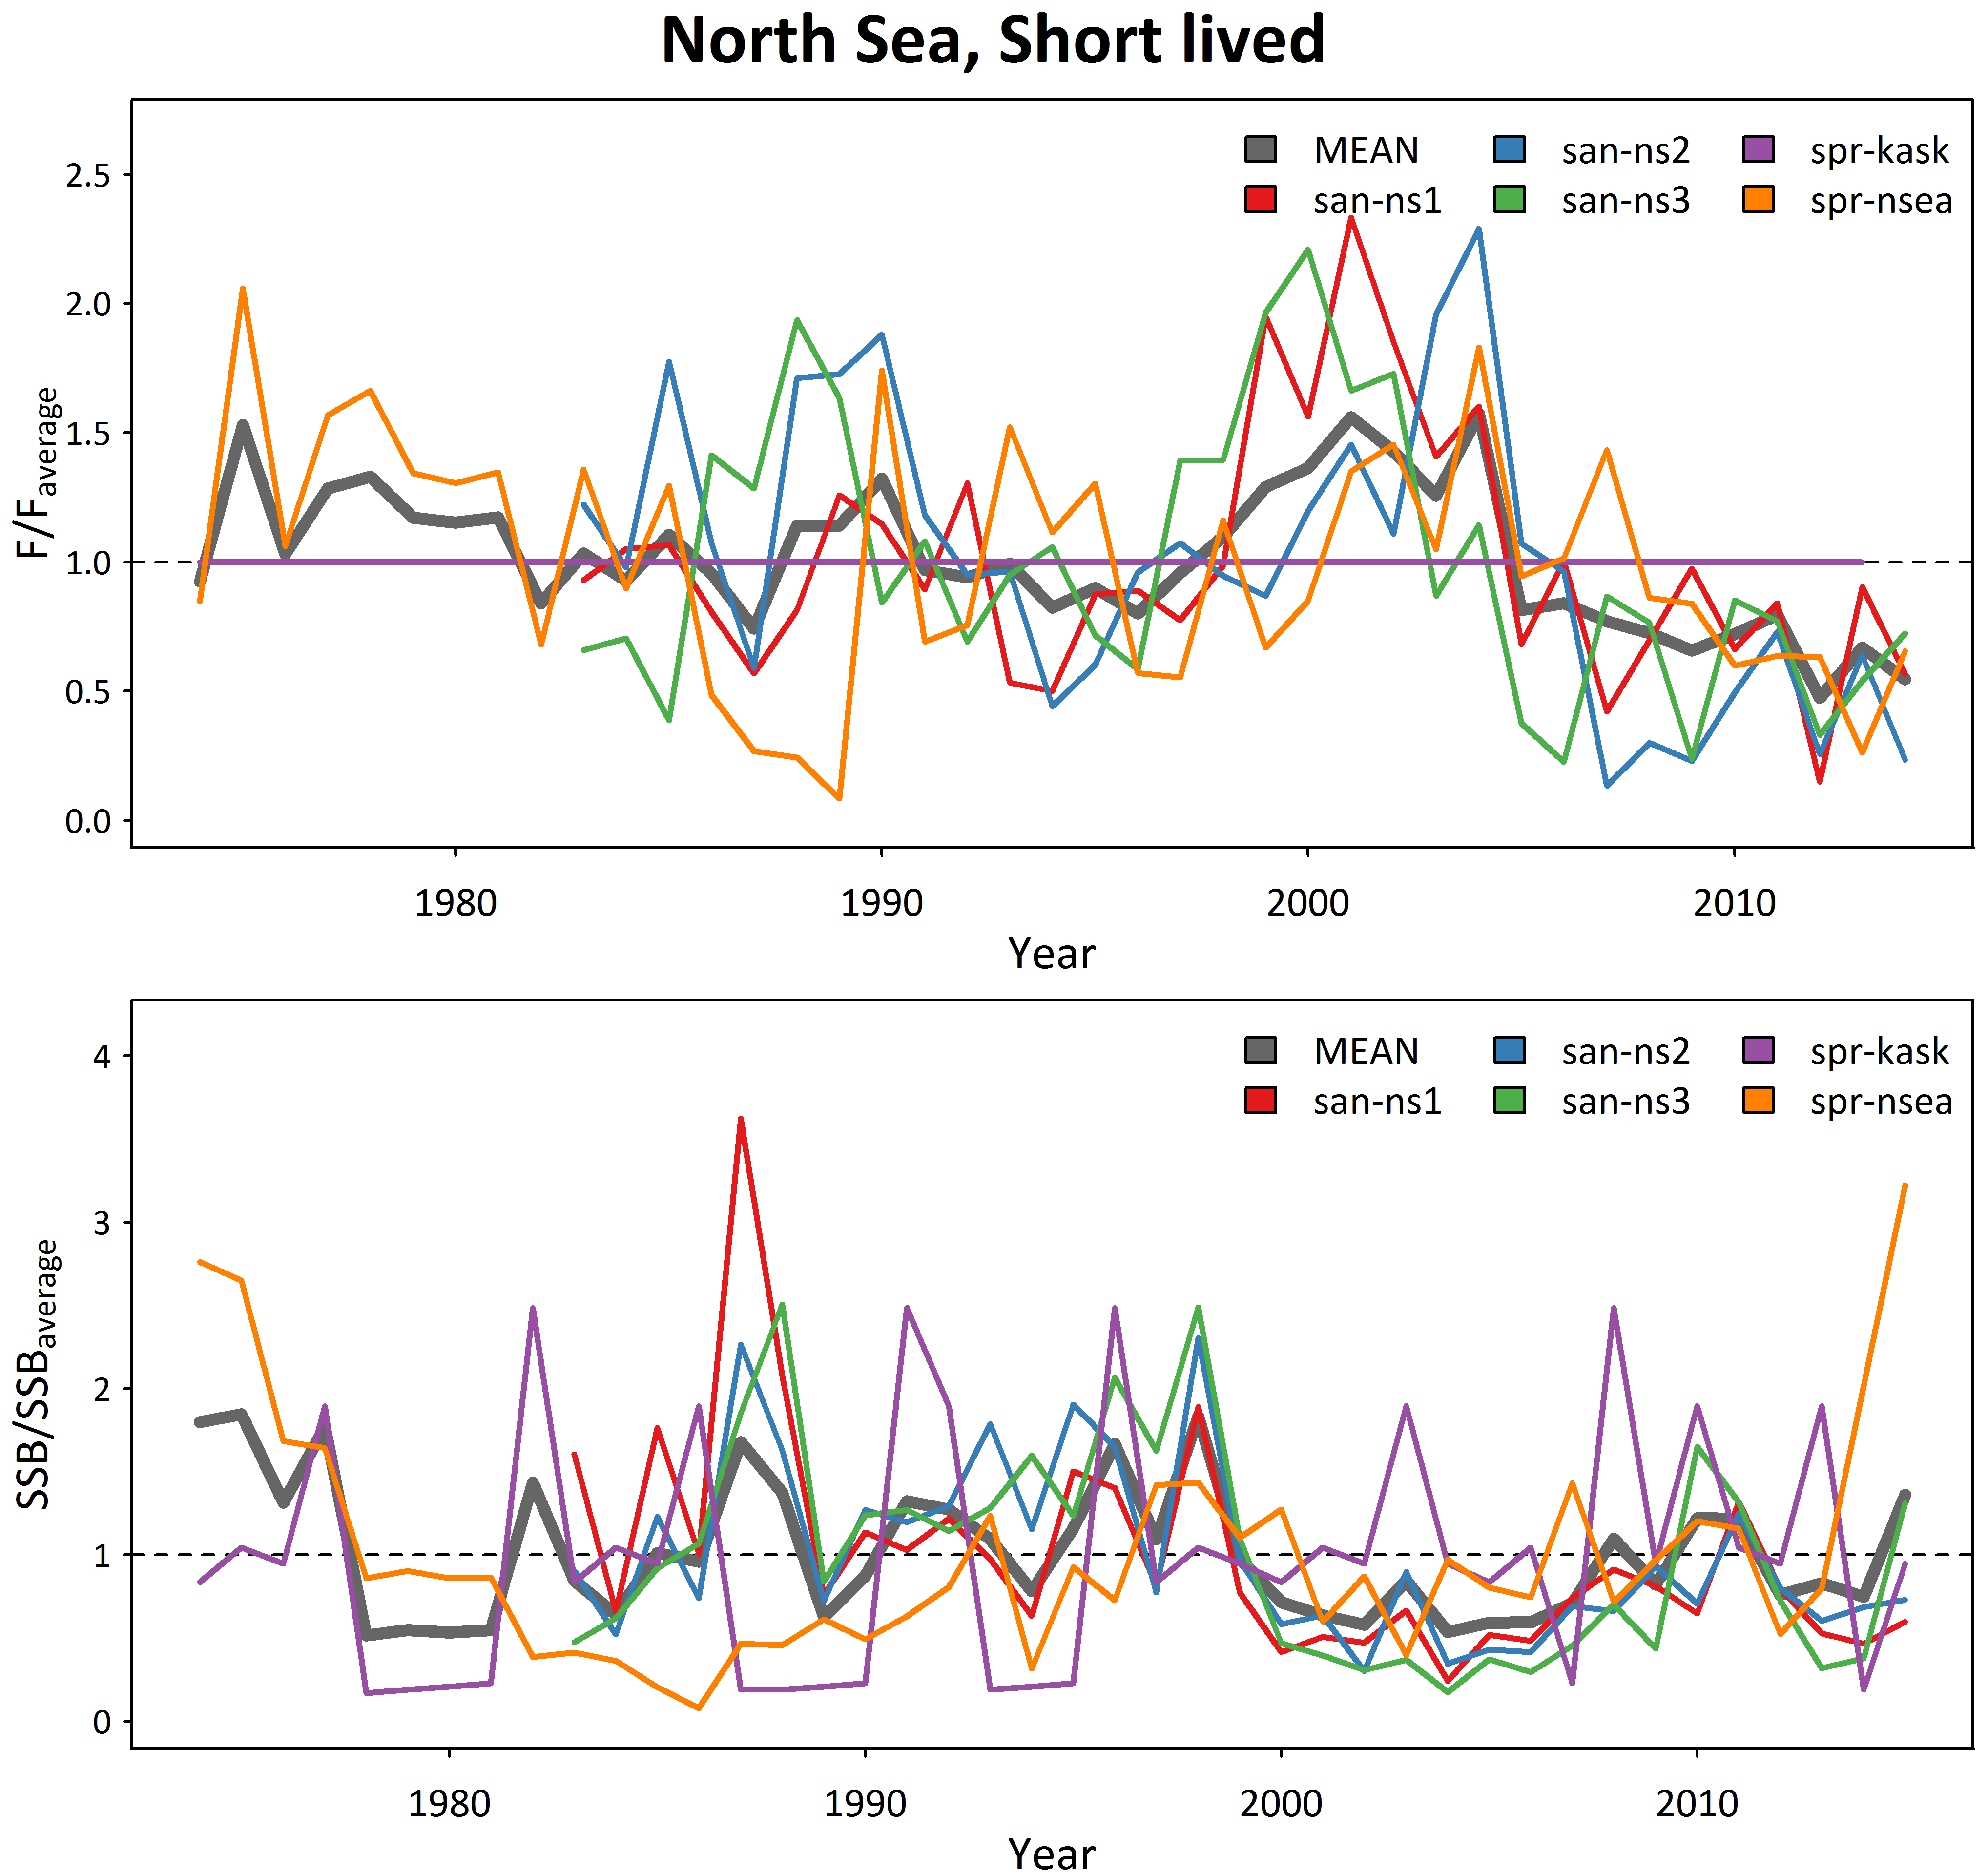 North Sea, Short lived
MEAN san-ns2 spr-kask
san-ns1 san-ns3 spr-nsea
2.5
2.0
1.5
1.0
0.5
0.0
F/Faverage
1980 1990 2000 2010
Year
MEAN san-ns2 spr-kask
san-ns1 san-ns3 spr-nsea
4
3
2
1
0
SSB/SSBaverage
1980 1990 2000 2010
Year